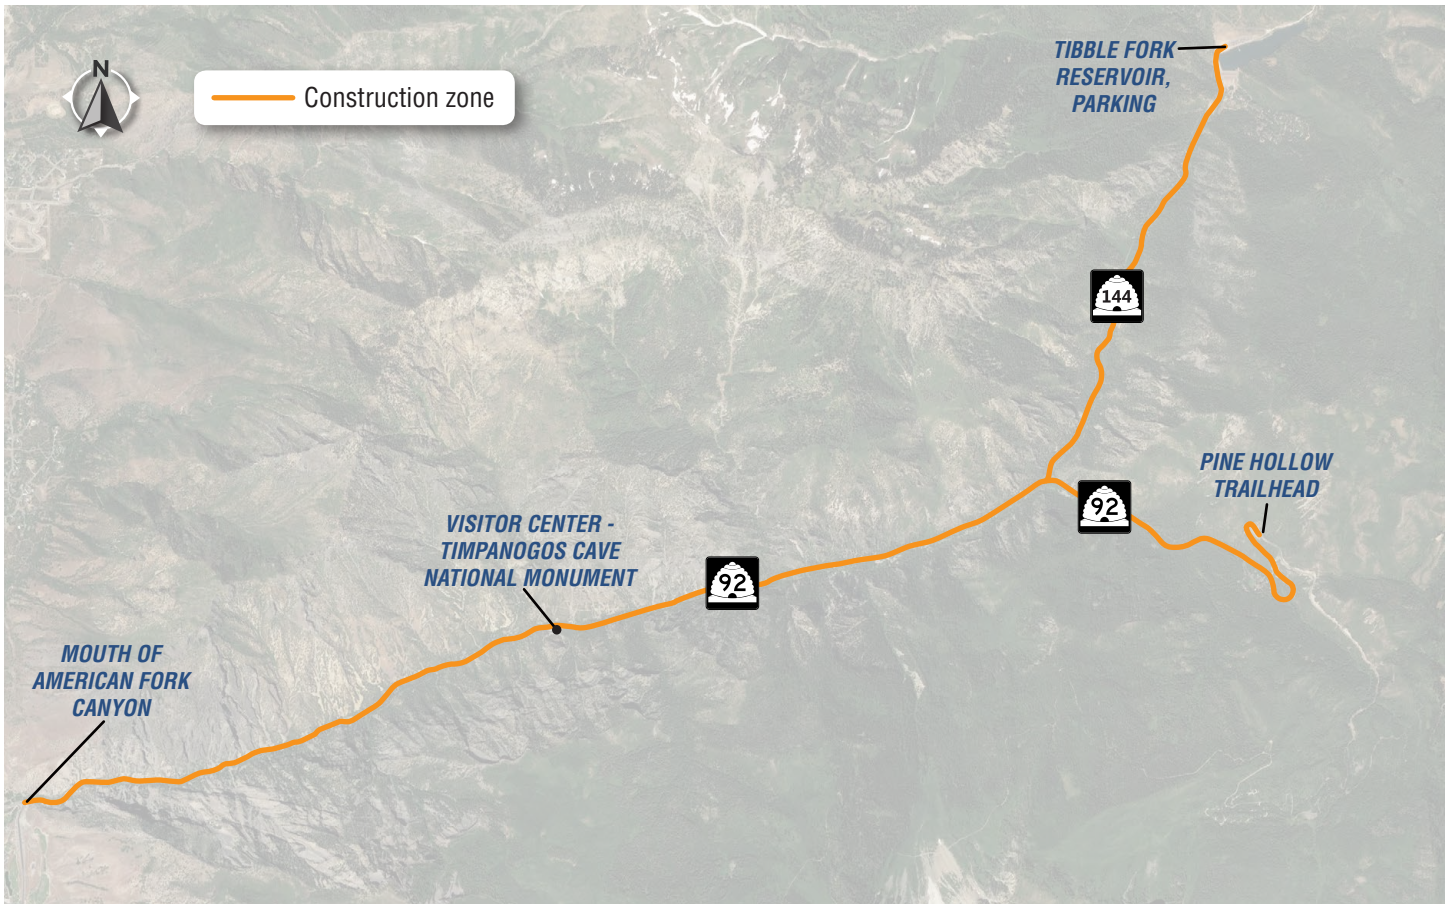 N
Construction zone
TIBBLE FORK
RESERVOIR,
PARKING
144
PINE HOLLOW
TRAILHEAD
92
VISITOR CENTER -
TIMPANOGOS CAVE
NATIONAL MONUMENT
92
MOUTH OF
AMERICAN FORK
CANYON